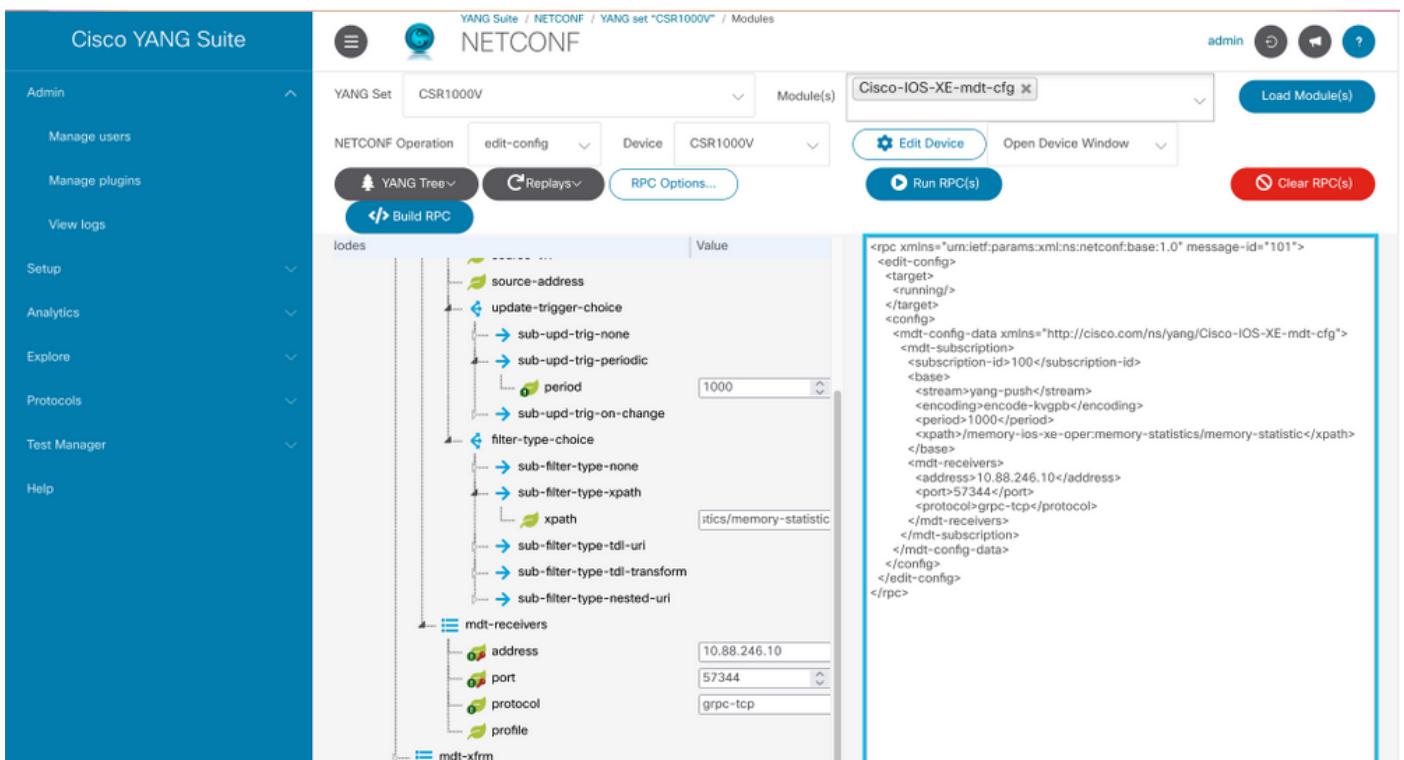 Cisco YANG Suite
Admin
Manage users
Manage plugins
View logs
Setup
Analytics
Explore
Protocols
Test Manager
Help
YANG Suite / NETCONF / YANG set "CSR1000V" / Modules
NETCONF
admin
?
YANG Set CSR1000V Module(s) Cisco-IOS-XE-mdt-cfg × Load Module(s)
NETCONF Operation edit-config Device CSR1000V Edit Device Open Device Window
YANG Tree Replays RPC Options... Run RPC(s) Clear RPC(s)
</> Build RPC
lodes Value
source-address
update-trigger-choice
sub-upd-trig-none
sub-upd-trig-periodic
period 1000
sub-upd-trig-on-change
filter-type-choice
sub-filter-type-none
sub-filter-type-xpath
xpath stics/memory-statistic
sub-filter-type-tdl-uri
sub-filter-type-tdl-transform
sub-filter-type-nested-uri
mdt-receivers
address 10.88.246.10
port 57344
protocol grpc-tcp
profile
mdt-xfrm
<rpc xmlns="urn:ietf:params:xml:ns:netconf:base:1.0" message-id="101">
<edit-config>
<target>
<running/>
</target>
<config>
<mdt-config-data xmlns="http://cisco.com/ns/yang/Cisco-IOS-XE-mdt-cfg">
<mdt-subscription>
<subscription-id>100</subscription-id>
<base>
<stream>yang-push</stream>
<encoding>encode-kvgpb</encoding>
<period>1000</period>
<xpath>/memory-ios-xe-oper:memory-statistics/memory-statistic</xpath>
</base>
<mdt-receivers>
<address>10.88.246.10</address>
<port>57344</port>
<protocol>grpc-tcp</protocol>
</mdt-receivers>
</mdt-subscription>
</mdt-config-data>
</config>
</edit-config>
</rpc>